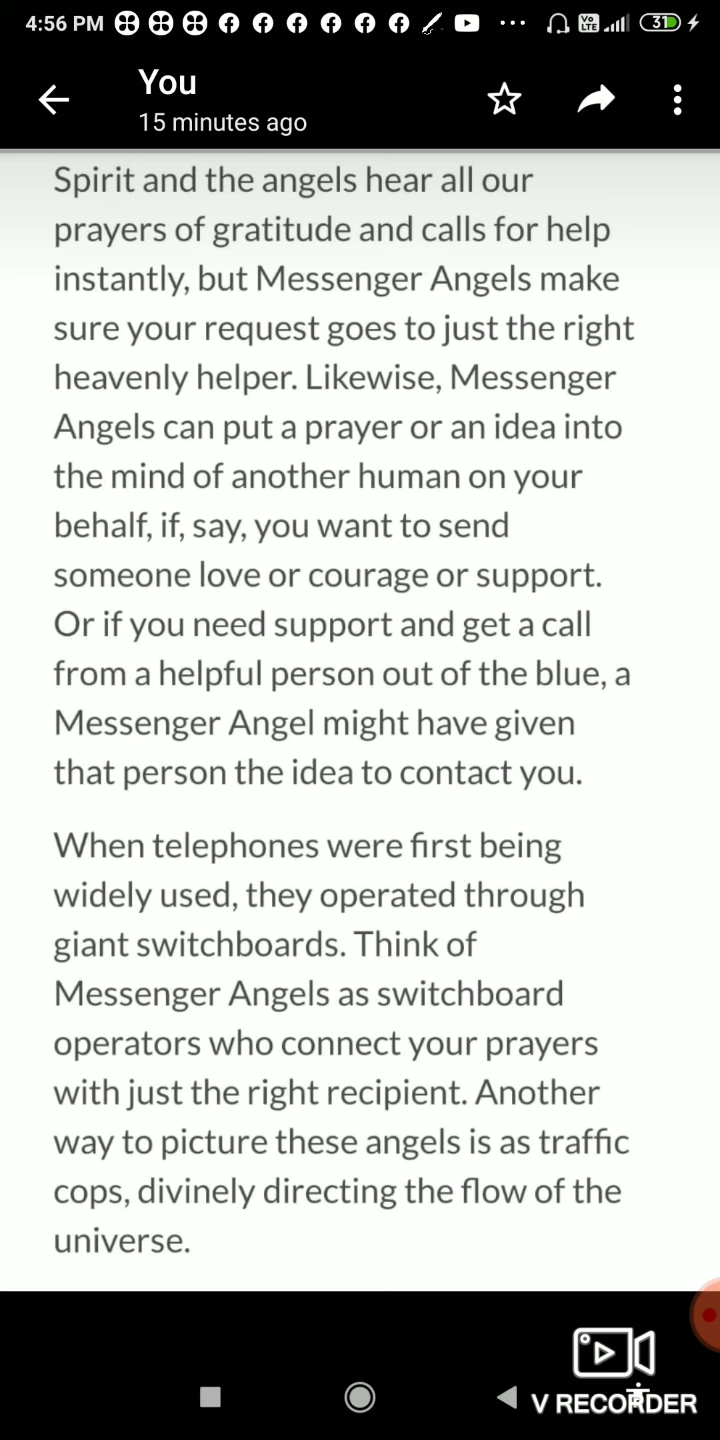 4:56 PM
Vo LTE
31
You
15 minutes ago
Spirit and the angels hear all our
prayers of gratitude and calls for help
instantly, but Messenger Angels make
sure your request goes to just the right
heavenly helper. Likewise, Messenger
Angels can put a prayer or an idea into
the mind of another human on your
behalf, if, say, you want to send
someone love or courage or support.
Or if you need support and get a call
from a helpful person out of the blue, a
Messenger Angel might have given
that person the idea to contact you.
When telephones were first being
widely used, they operated through
giant switchboards. Think of
Messenger Angels as switchboard
operators who connect your prayers
with just the right recipient. Another
way to picture these angels is as traffic
cops, divinely directing the flow of the
universe.
V RECORDER